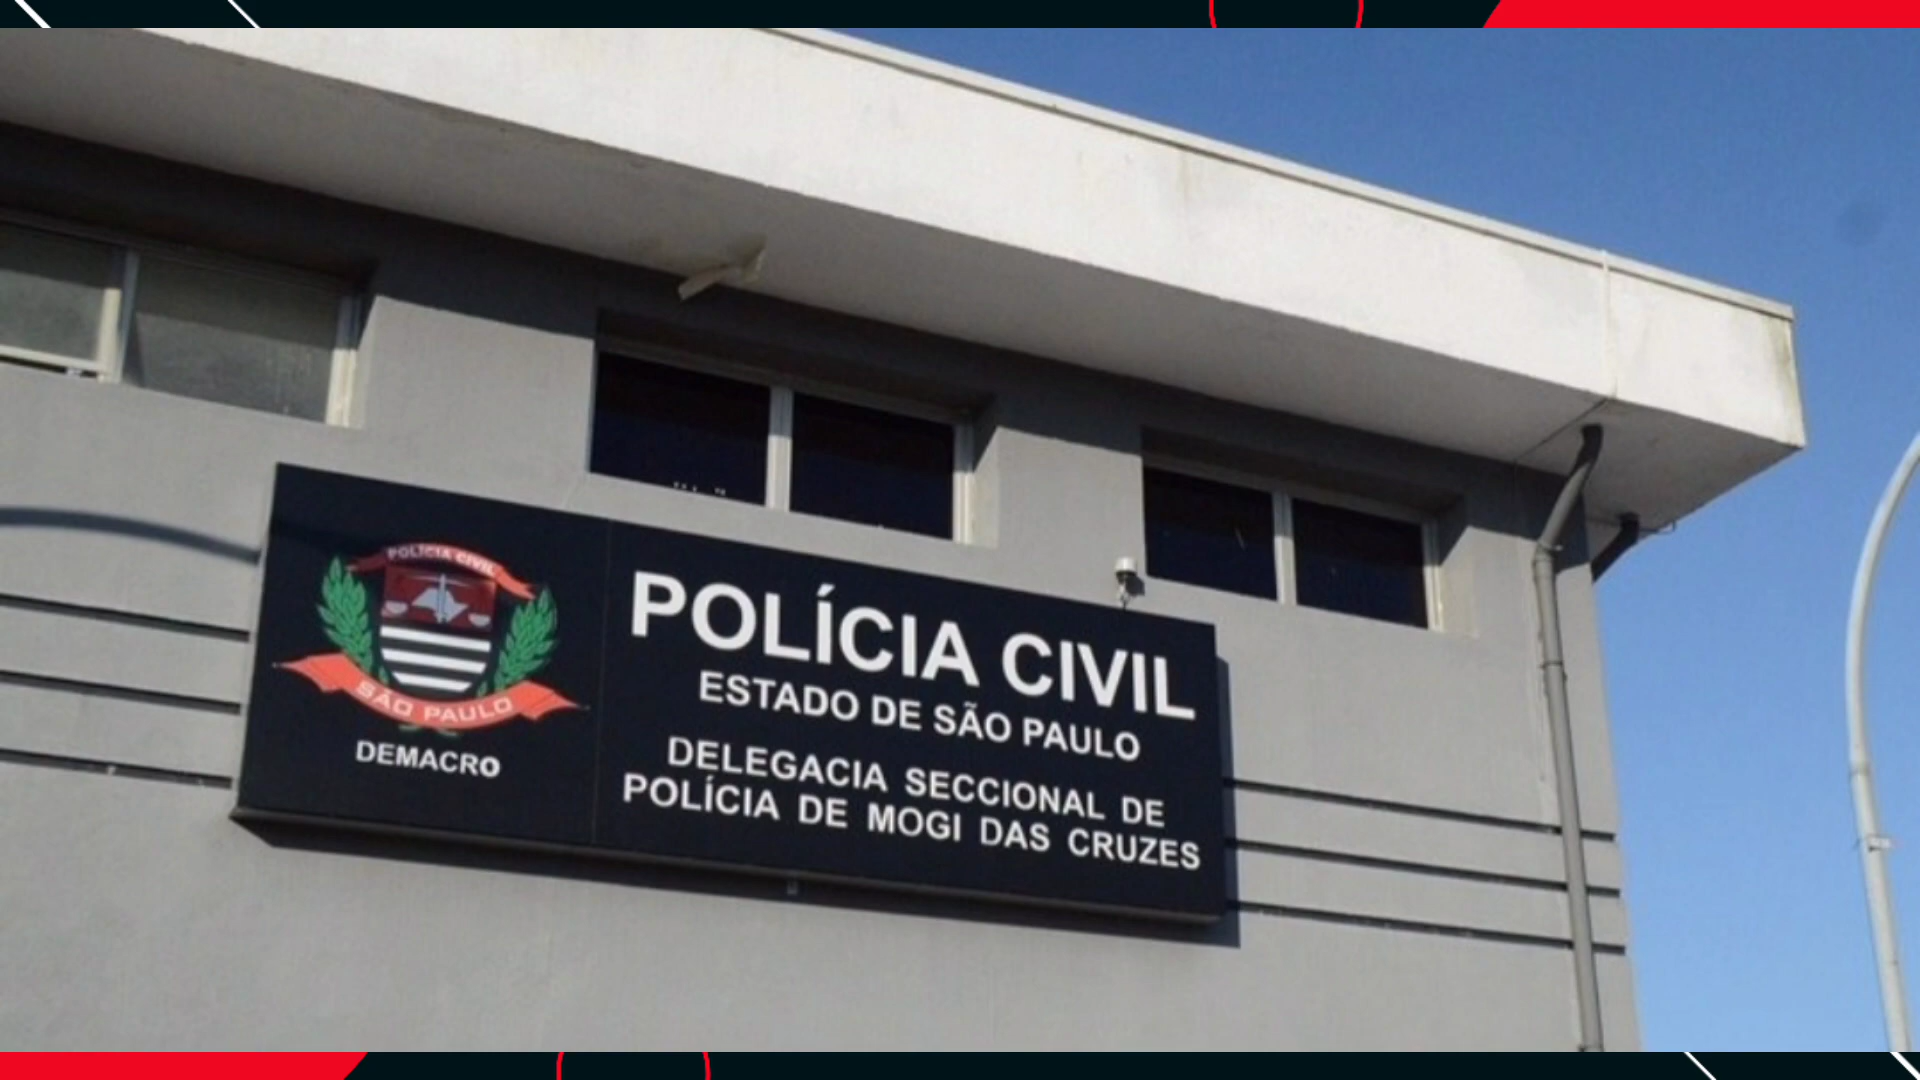 POLÍCIA CIVIL
SÃO PAULO
DEMACRO
POLÍCIA CIVIL
ESTADO DE SÃO PAULO
DELEGACIA SECCIONAL DE
POLÍCIA DE MOGI DAS CRUZES